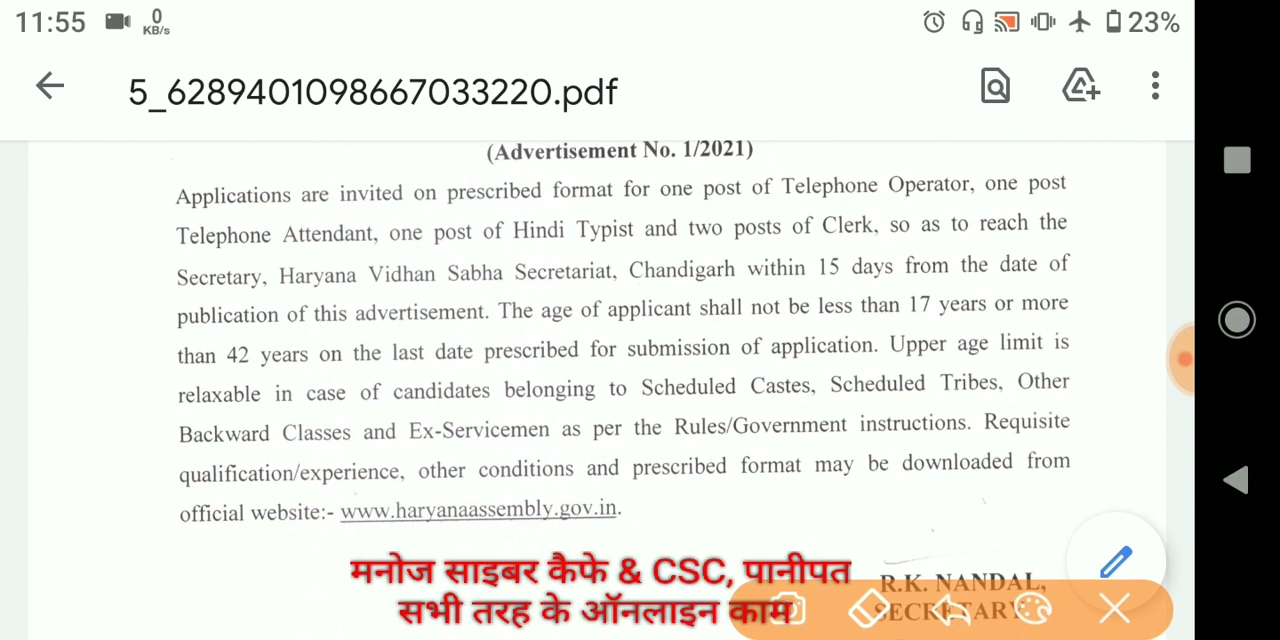 11:55
0
KB/s
23%
5_6289401098667033220.pdf
(Advertisement No. 1/2021)
Applications are invited on prescribed format for one post of Telephone Operator, one post
Telephone Attendant, one post of Hindi Typist and two posts of Clerk, so as to reach the
Secretary, Haryana Vidhan Sabha Secretariat, Chandigarh within 15 days from the date of
publication of this advertisement. The age of applicant shall not be less than 17 years or more
than 42 years on the last date prescribed for submission of application. Upper age limit is
relaxable in case of candidates belonging to Scheduled Castes, Scheduled Tribes, Other
Backward Classes and Ex-Servicemen as per the Rules/Government instructions. Requisite
qualification/experience, other conditions and prescribed format may be downloaded from
official website:- www.haryanaassembly.gov.in.
मनोज साइबर कैफे & CSC, पानीपत
सभी तरह के ऑनलाइन काम
R.K. NANDAL,
SECRETARY